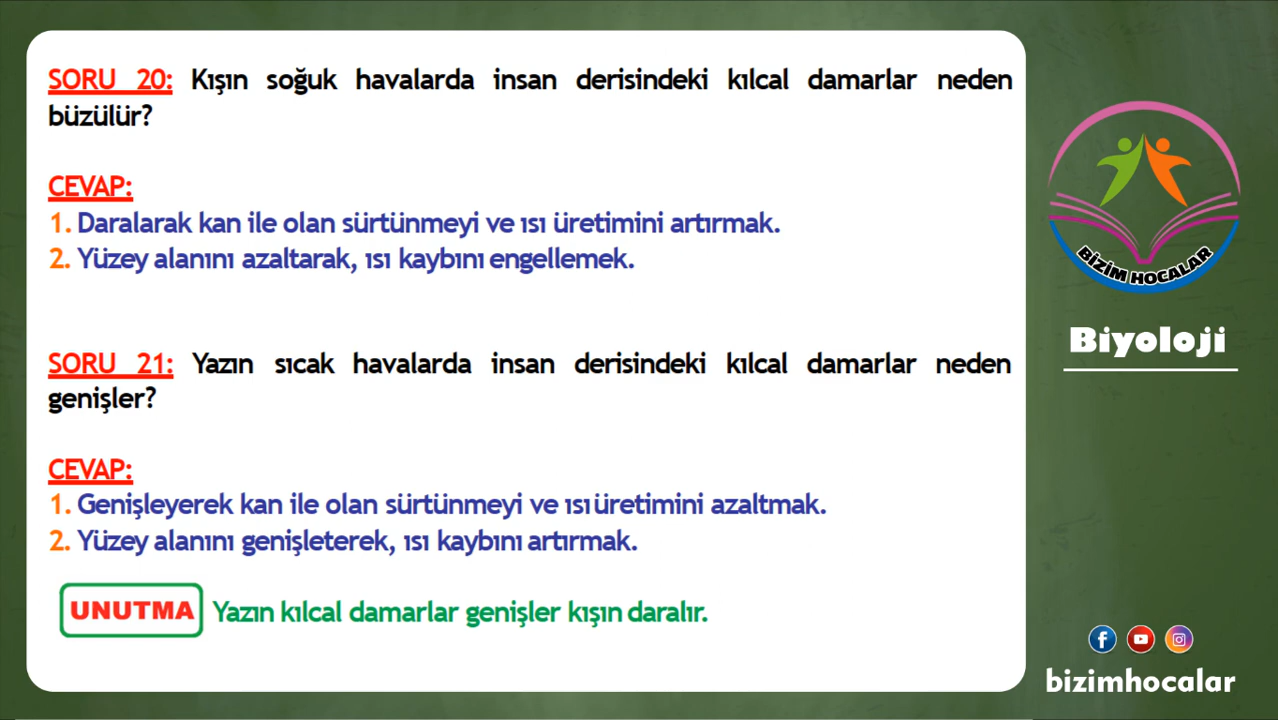 SORU 20: Kışın soğuk havalarda insan derisindeki kılcal damarlar neden
büzülür?
CEVAP:
1. Daralarak kan ile olan sürtünmeyi ve ısı üretimini artırmak.
2. Yüzey alanını azaltarak, ısı kaybını engellemek.
SORU 21: Yazın sıcak havalarda insan derisindeki kılcal damarlar neden
genişler?
CEVAP:
1. Genişleyerek kan ile olan sürtünmeyi ve ısı üretimini azaltmak.
2. Yüzey alanını genişleterek, ısı kaybını artırmak.
UNUTMA Yazın kılcal damarlar genişler kışın daralır.
BİZİM HOCALAR
Biyoloji
bizimhocalar